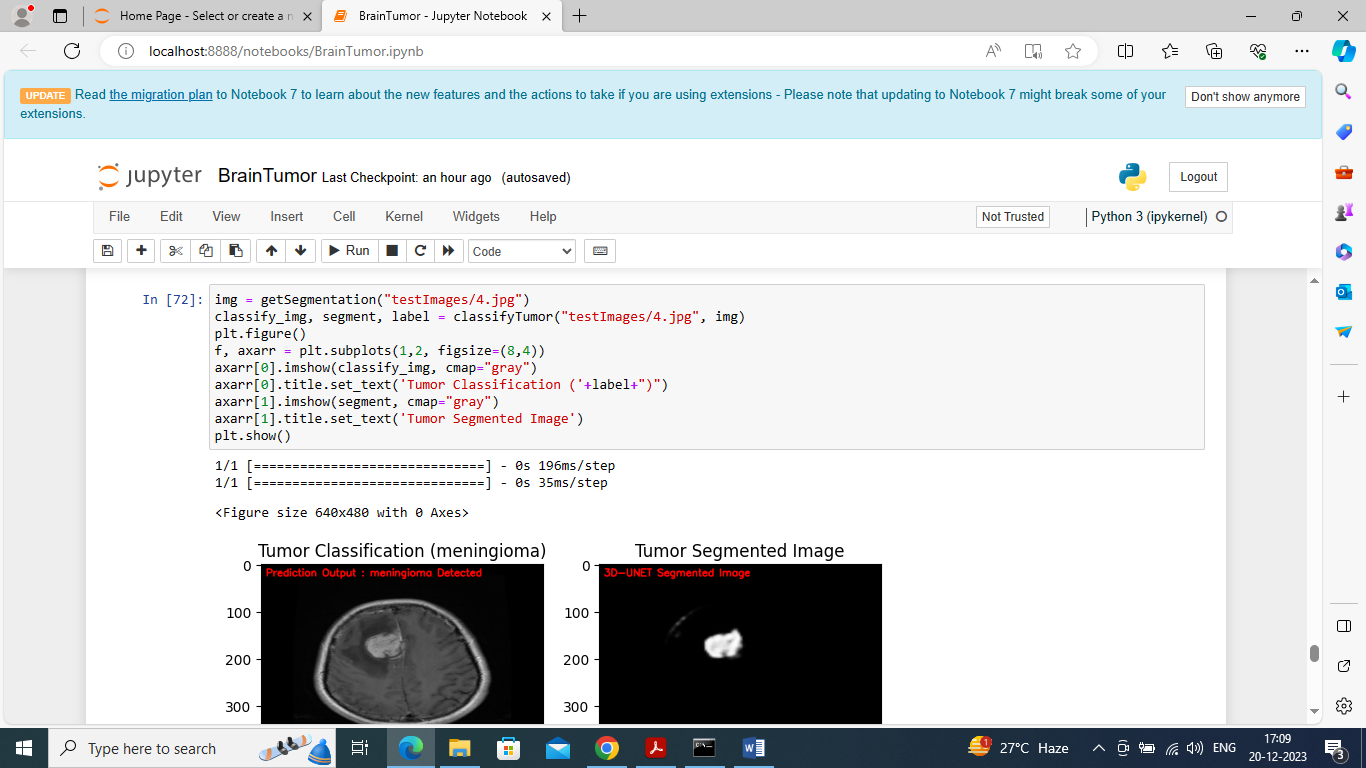 Home Page - Select or create a n
BrainTumor - Jupyter Notebook
localhost:8888/notebooks/BrainTumor.ipynb
UPDATE Read the migration plan to Notebook 7 to learn about the new features and the actions to take if you are using extensions - Please note that updating to Notebook 7 might break some of your
extensions.
Don't show anymore
jupyter BrainTumor Last Checkpoint: an hour ago (autosaved)
Logout
File Edit View Insert Cell Kernel Widgets Help
Not Trusted
Python 3 (ipykernel)
Run
Code
In [72]:
img = getSegmentation("testImages/4.jpg")
classify_img, segment, label = classifyTumor("testImages/4.jpg", img)
plt.figure()
f, axarr = plt.subplots(1,2, figsize=(8,4))
axarr[0].imshow(classify_img, cmap="gray")
axarr[0].title.set_text('Tumor Classification ('+label+")")
axarr[1].imshow(segment, cmap="gray")
axarr[1].title.set_text('Tumor Segmented Image')
plt.show()
1/1 [==============================] - 0s 196ms/step
1/1 [==============================] - 0s 35ms/step
<Figure size 640x480 with 0 Axes>
Tumor Classification (meningioma)
0
Prediction Output : meningioma Detected
100
200
300
Tumor Segmented Image
0
3D-UNET Segmented Image
100
200
300
Type here to search
1
27°C Haze
ENG
17:09
20-12-2023
3